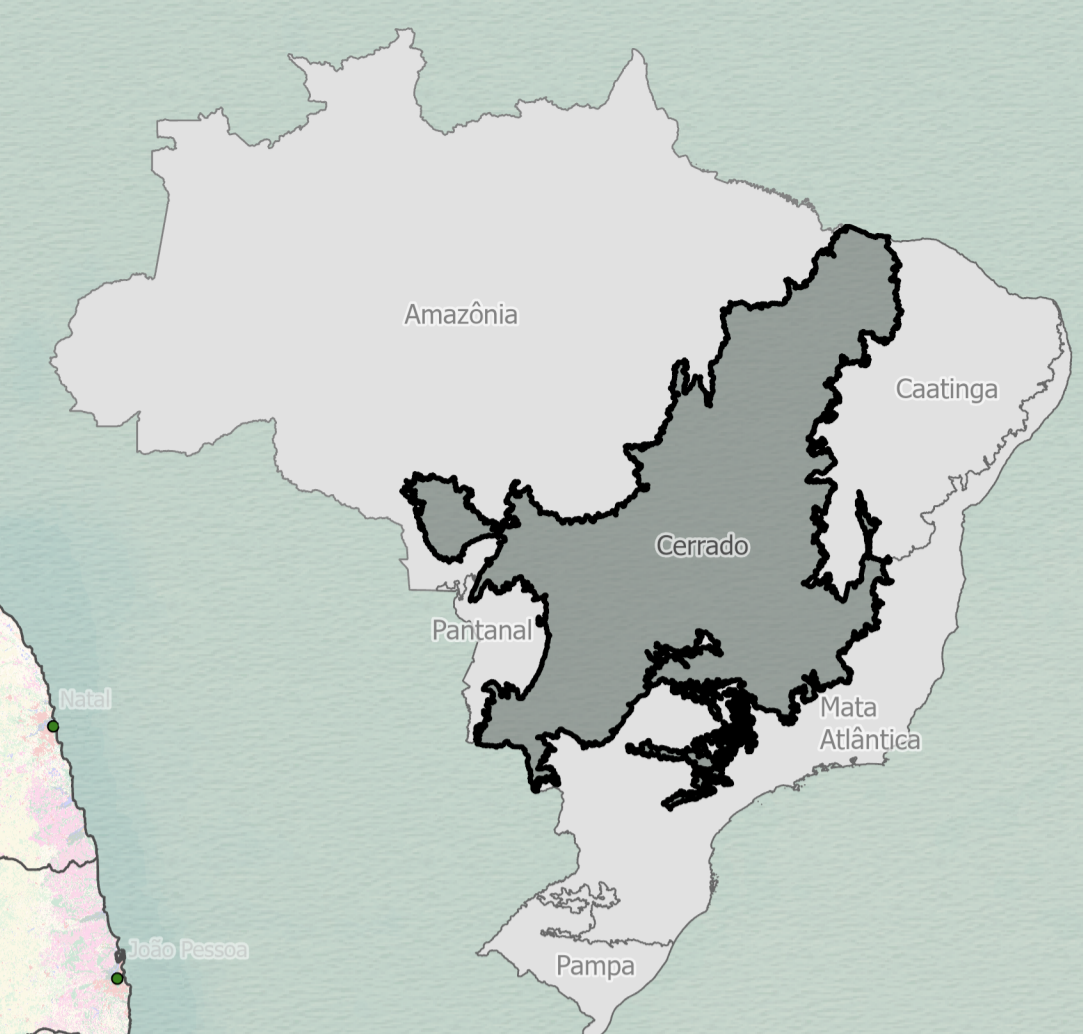 Amazônia
Caatinga
Cerrado
Pantanal
Natal
Mata
Atlântica
João Pessoa
Pampa